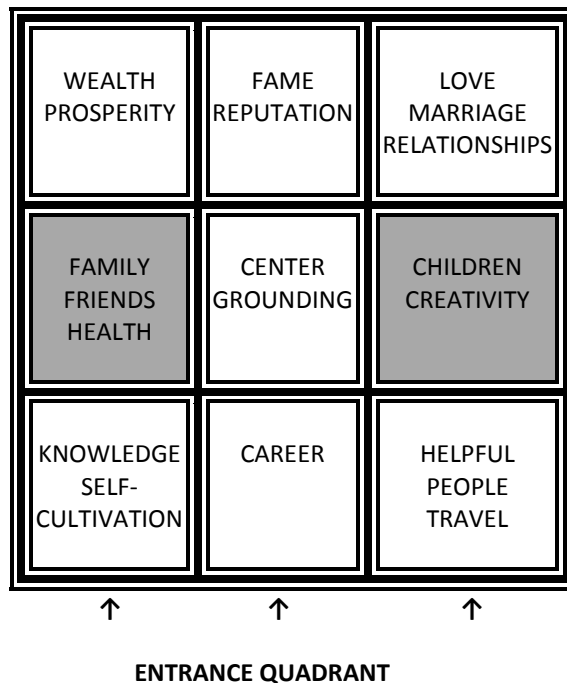 WEALTH
PROSPERITY
FAME
REPUTATION
LOVE
MARRIAGE
RELATIONSHIPS
FAMILY
FRIENDS
HEALTH
CENTER
GROUNDING
CHILDREN
CREATIVITY
KNOWLEDGE
SELF-
CULTIVATION
CAREER
HELPFUL
PEOPLE
TRAVEL
↑ ↑ ↑
ENTRANCE QUADRANT